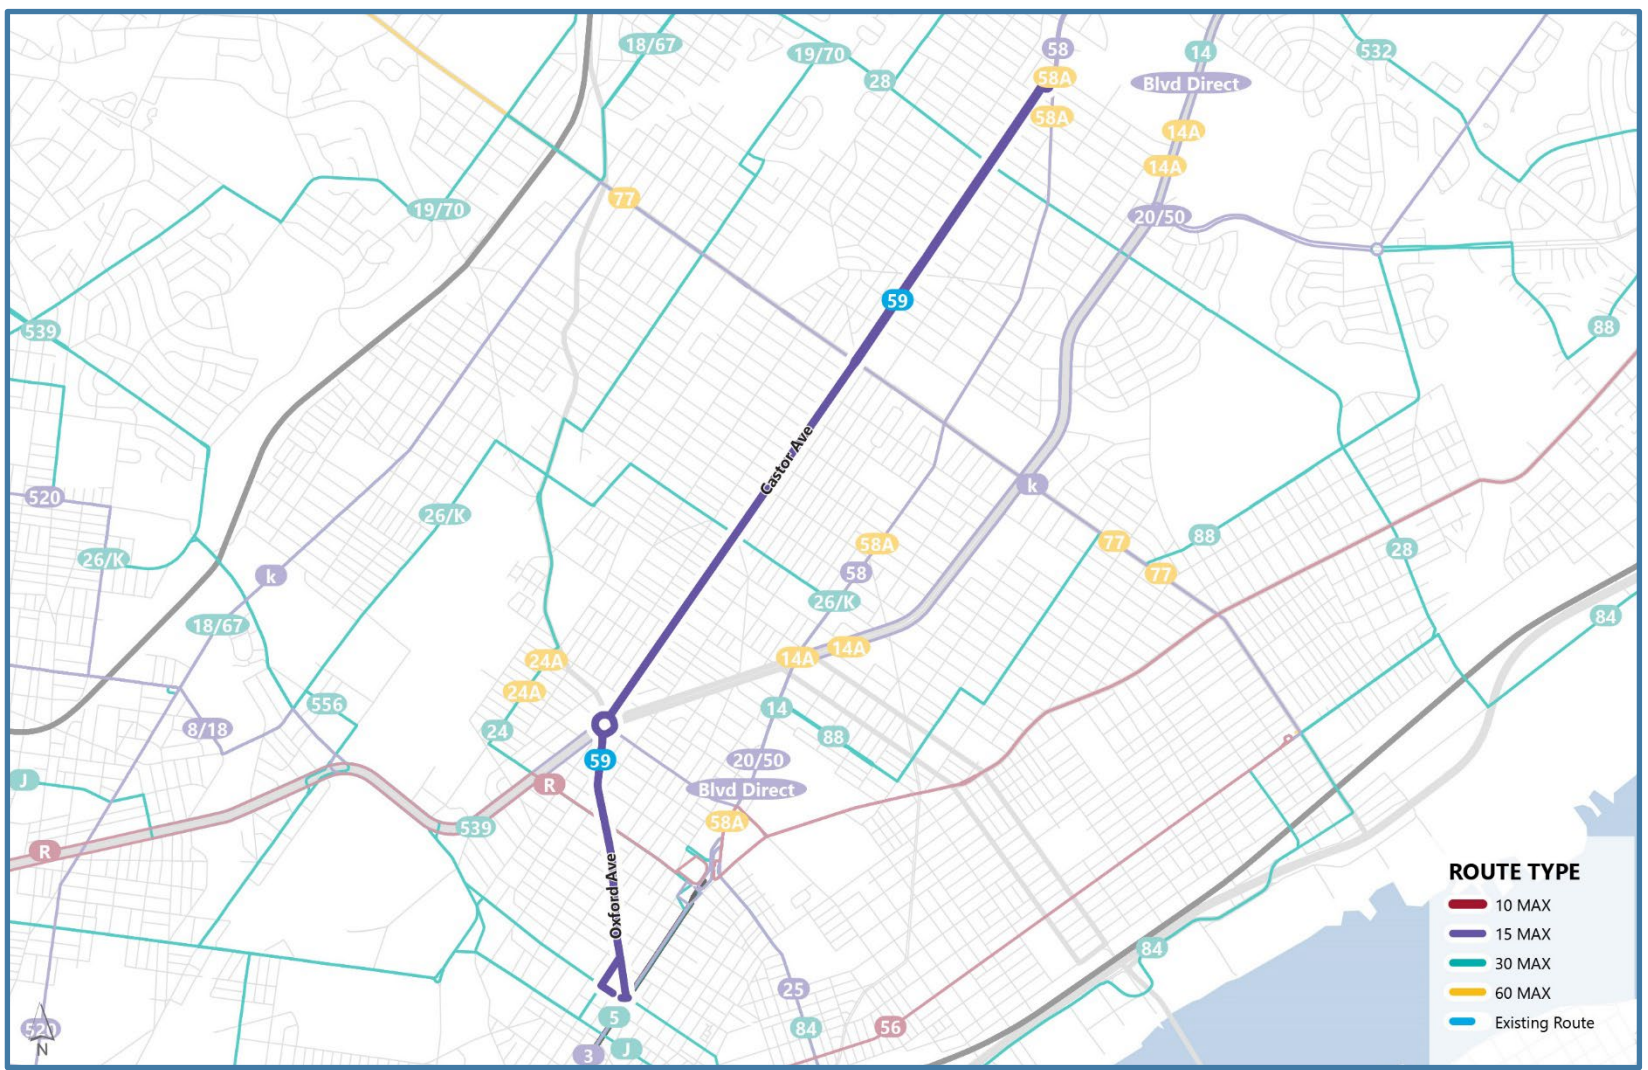 18/67
58
14
532
19/70
58A
28
Blvd Direct
58A
14A
14A
77
19/70
20/50
59
539
88
Castor Ave
k
520
26/K
88
58A
77
28
26/K
58
77
k
26/K
84
18/67
14A
14A
24A
24A
556
14
8/18
24
88
59
20/50
J
R
Blvd Direct
58A
539
R
ROUTE TYPE
10 MAX
15 MAX
30 MAX
60 MAX
Existing Route
Oxford Ave
84
25
5
520
84
56
N
J
3